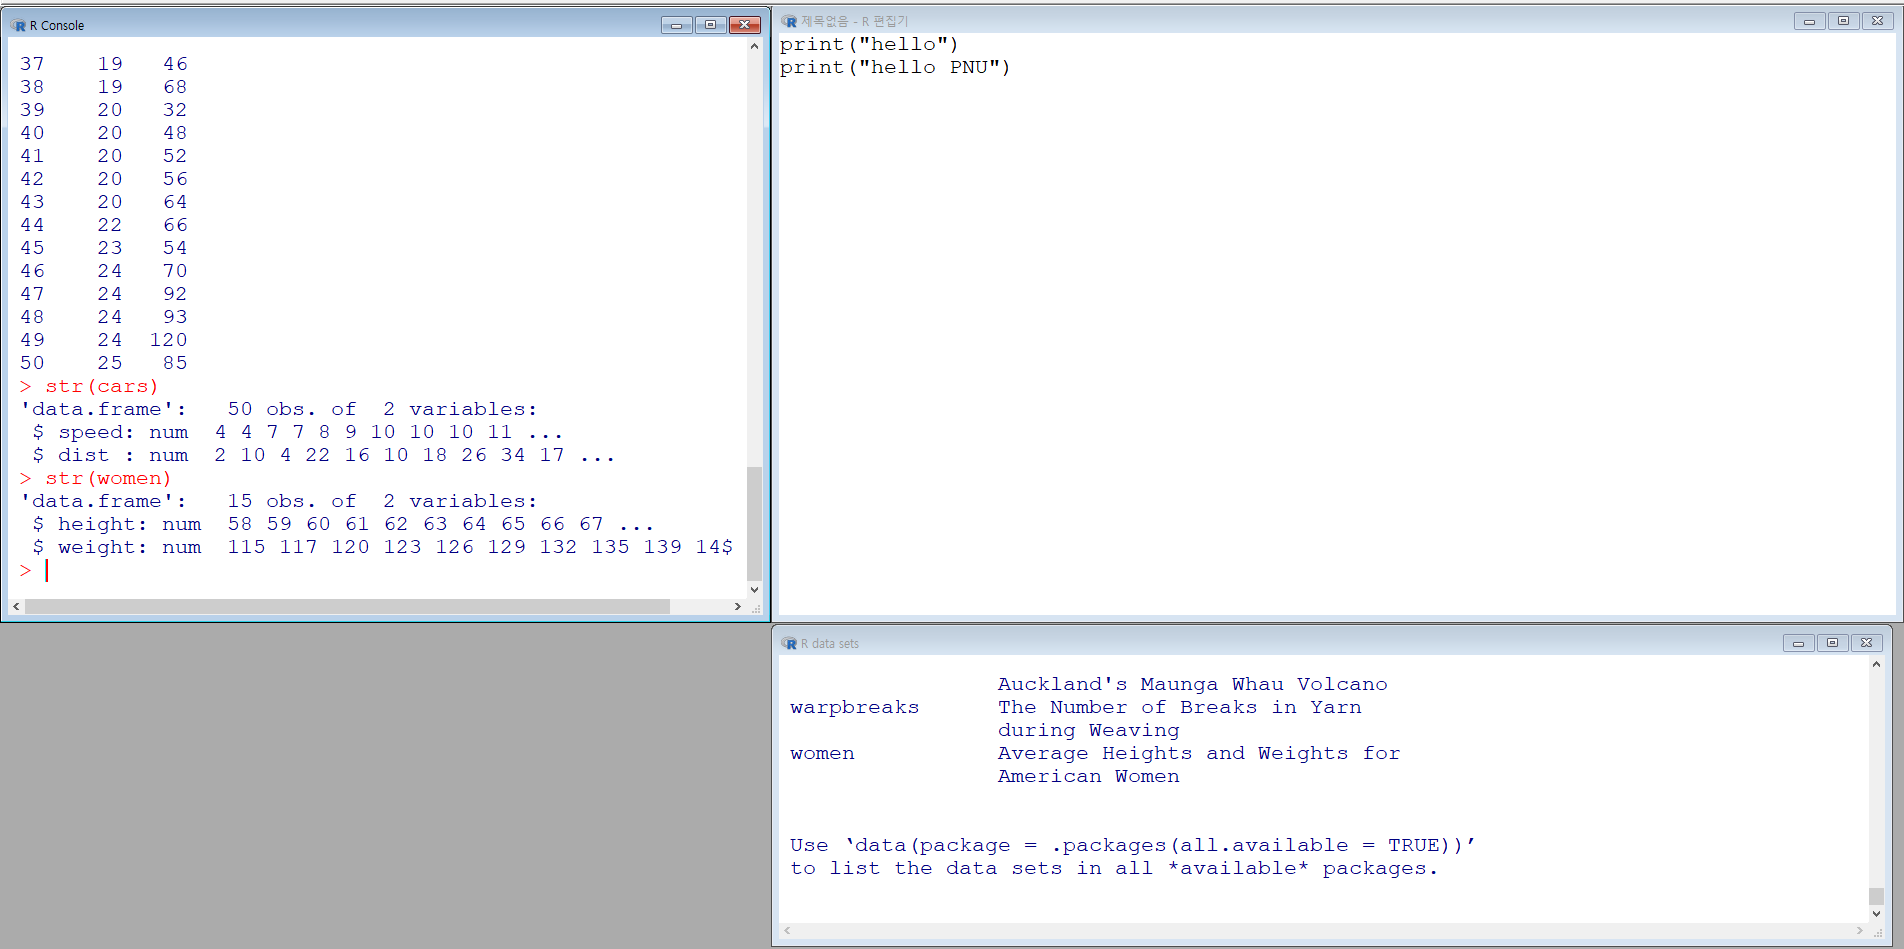 R Console
37 19 46
38 19 68
39 20 32
40 20 48
41 20 52
42 20 56
43 20 64
44 22 66
45 23 54
46 24 70
47 24 92
48 24 93
49 24 120
50 25 85
> str(cars)
'data.frame': 50 obs. of 2 variables:
$ speed: num 4 4 7 7 8 9 10 10 10 11 ...
$ dist : num 2 10 4 22 16 10 18 26 34 17 ...
> str(women)
'data.frame': 15 obs. of 2 variables:
$ height: num 58 59 60 61 62 63 64 65 66 67 ...
$ weight: num 115 117 120 123 126 129 132 135 139 14$
>
제목없음 - R 편집기
print("hello")
print("hello PNU")
R data sets
Auckland's Maunga Whau Volcano
warpbreaks The Number of Breaks in Yarn
during Weaving
women Average Heights and Weights for
American Women
Use ‘data(package = .packages(all.available = TRUE))’
to list the data sets in all *available* packages.